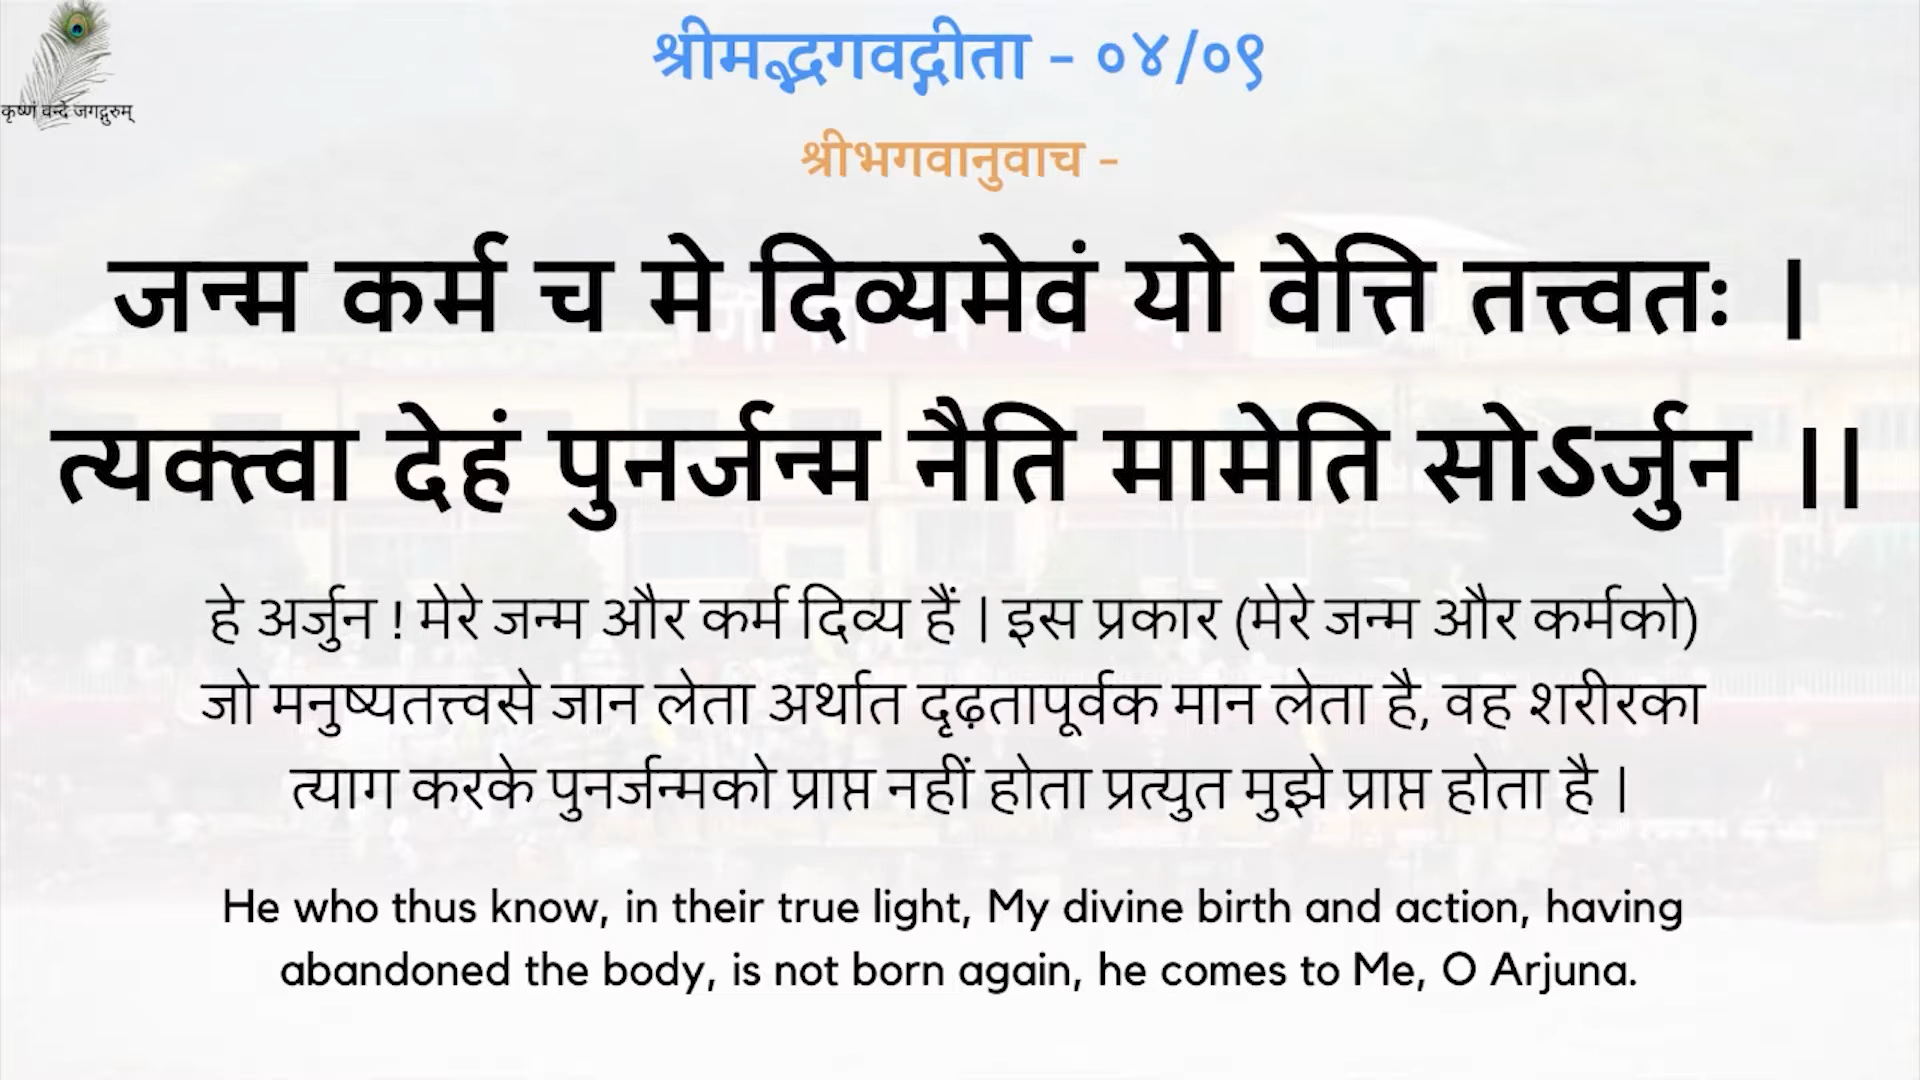 श्रीमद्भगवद्गीता - ०४/०९
कृष्णं वन्दे जगद्गुरुम्
श्रीभगवानुवाच -
जन्म कर्म च मे दिव्यमेवं यो वेत्ति तत्त्वतः |
त्यक्त्वा देहं पुनर्जन्म नैति मामेति सोऽर्जुन ||
हे अर्जुन ! मेरे जन्म और कर्म दिव्य हैं | इस प्रकार (मेरे जन्म और कर्मको)
जो मनुष्यतत्त्वसे जान लेता अर्थात दृढ़तापूर्वक मान लेता है, वह शरीरका
त्याग करके पुनर्जन्मको प्राप्त नहीं होता प्रत्युत मुझे प्राप्त होता है |
He who thus know, in their true light, My divine birth and action, having
abandoned the body, is not born again, he comes to Me, O Arjuna.